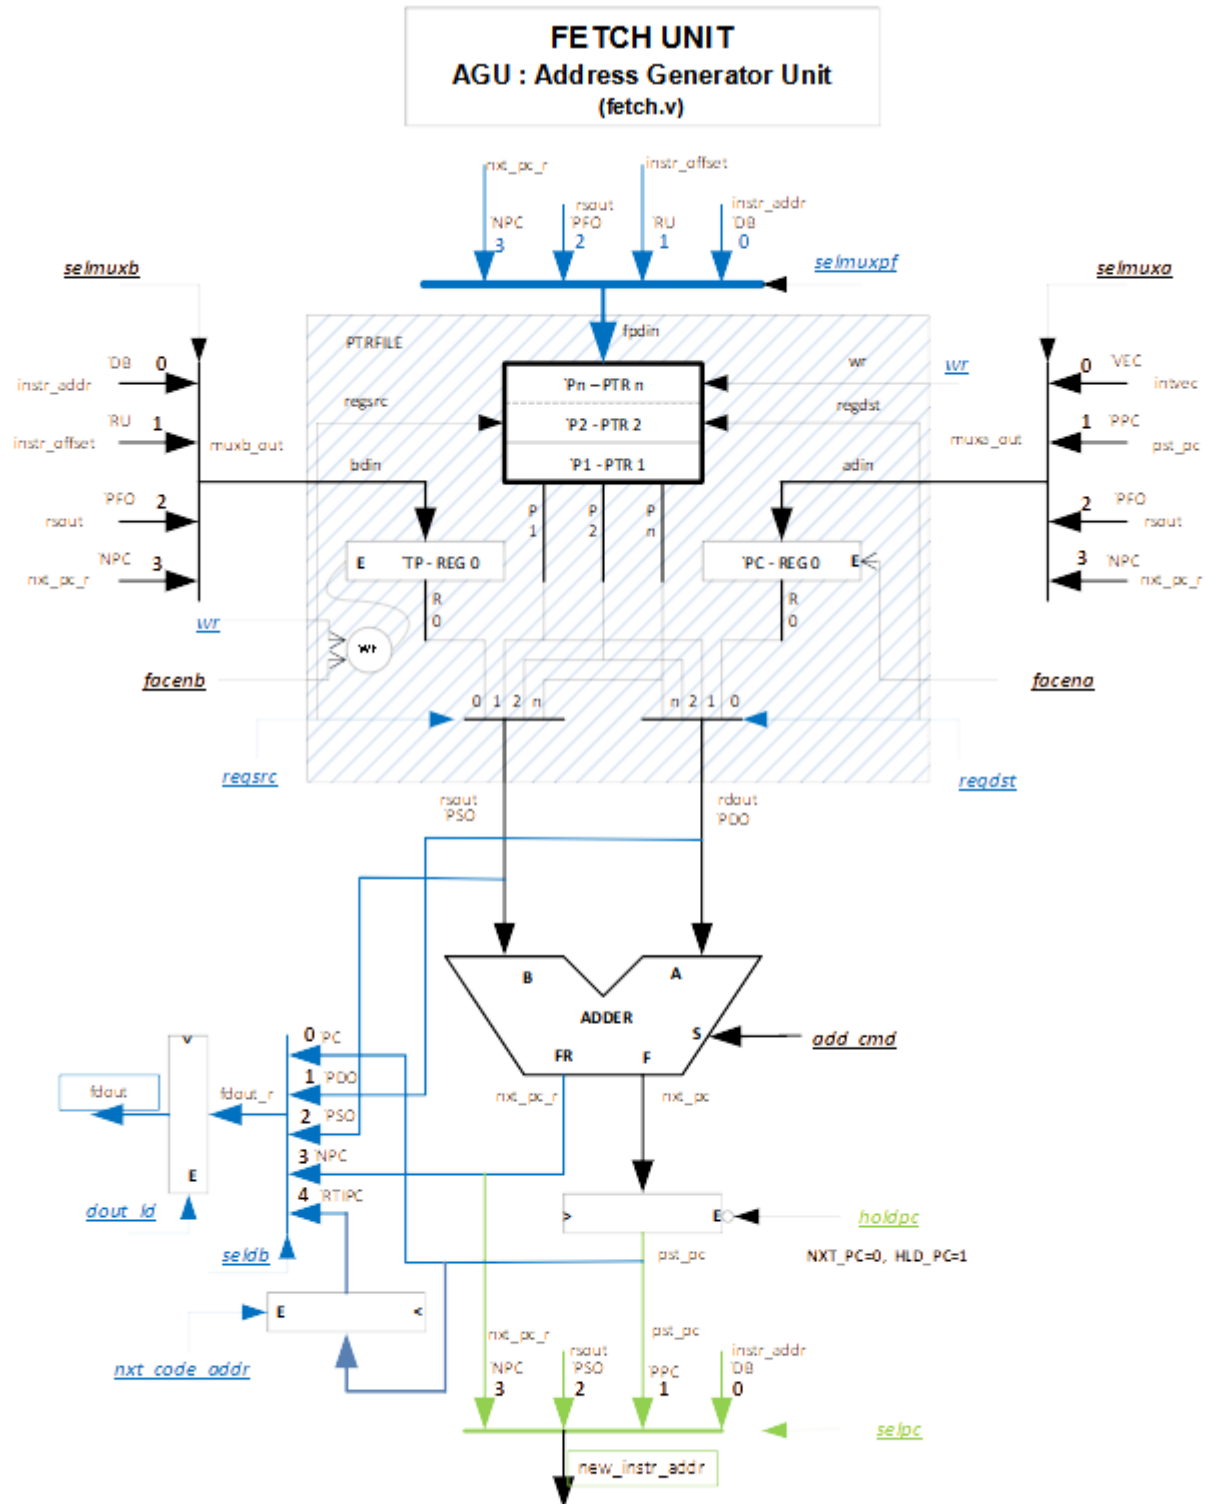 FETCH UNIT
AGU : Address Generator Unit
(fetch.v)
nxt_pc_r
instr_offset
rsout
instr_addr
`NPC
`PFO
`RU
`DB
3
2
1
0
selmuxb
selmuxpf
selmuxa
fpdin
PTRFILE
`DB 0
instr_addr
`RU 1
instr_offset
muxb_out
`PFO 2
rsout
`NPC 3
nxt_pc_r
wr
wr
regsrc
regdst
`Pn – PTR n
`P2 - PTR 2
`P1 - PTR 1
bdin
adin
0 `VEC
intvec
1 `PPC
pst_pc
muxa_out
2 `PFO
rsout
3 `NPC
nxt_pc_r
P1
P2
Pn
E `TP - REG 0
`PC - REG 0 E
R0
R0
wr
wr
facenb
facena
0 1 2 n
n 2 1 0
regsrc
regdst
rsout
`PSO
rdout
`PDO
B
A
ADDER
S
add_cmd
FR
F
nxt_pc_r
nxt_pc
0 `PC
1 `PDO
2 `PSO
3 `NPC
4 `RTIPC
fdout
fdout_r
E
dout_ld
seldb
>
E
holdpc
NXT_PC=0, HLD_PC=1
pst_pc
E
<
nxt_code_addr
nxt_pc_r
pst_pc
rsout
instr_addr
`NPC
`PSO
`PPC
`DB
3
2
1
0
selpc
new_instr_addr